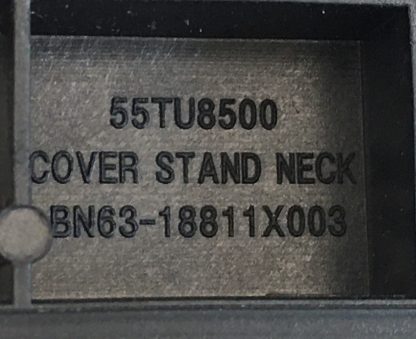 55TU8500
COVER STAND NECK
BN63-18811X003